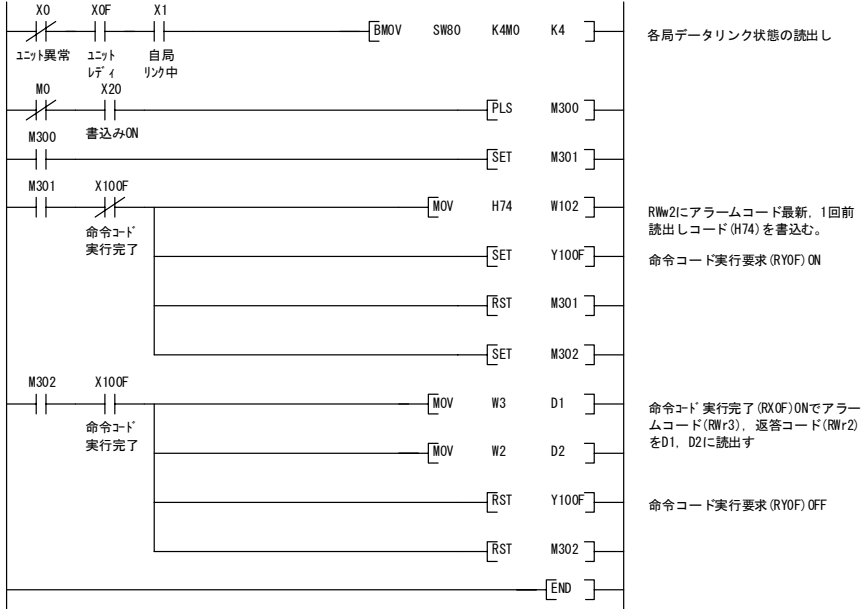 X0 X0F X1
BMOV SW80 K4M0 K4
各局データリンク状態の読出し
ユニット異常 ユニット 自局
レディ リンク中
M0 X20
PLS M300
書込みON
M300
SET M301
M301 X100F
MOV H74 W102
RWw2にアラームコード最新, 1回前
読出しコード(H74)を書込む。
命令コード
実行完了
SET Y100F
命令コード実行要求(RY0F)ON
RST M301
SET M302
M302 X100F
MOV W3 D1
命令コード実行完了(RX0F)ONでアラー
ムコード(RWr3), 返答コード(RWr2)
をD1, D2に読出す
命令コード
実行完了
MOV W2 D2
RST Y100F
命令コード実行要求(RY0F)OFF
RST M302
END